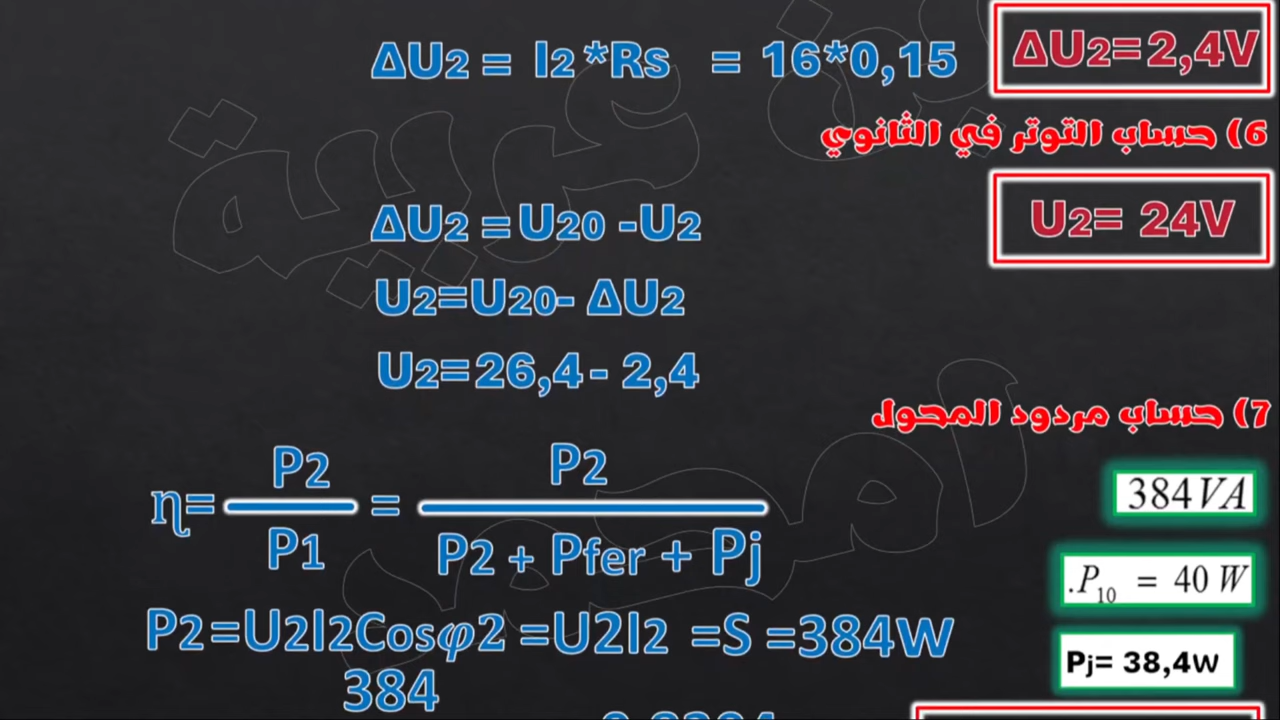 ΔU2 = I2*Rs = 16*0,15
ΔU2=2,4V
6) حساب التوتر في الثانوي
ΔU2 =U20 -U2
U2= 24V
U2=U20- ΔU2
U2=26,4- 2,4
7) حساب مردود المحول
η= P2 / P1 = P2 / P2 + Pfer + Pj
384VA
.P10 = 40 W
P2=U2I2Cosφ2 =U2I2 =S =384W
Pj= 38,4W
384